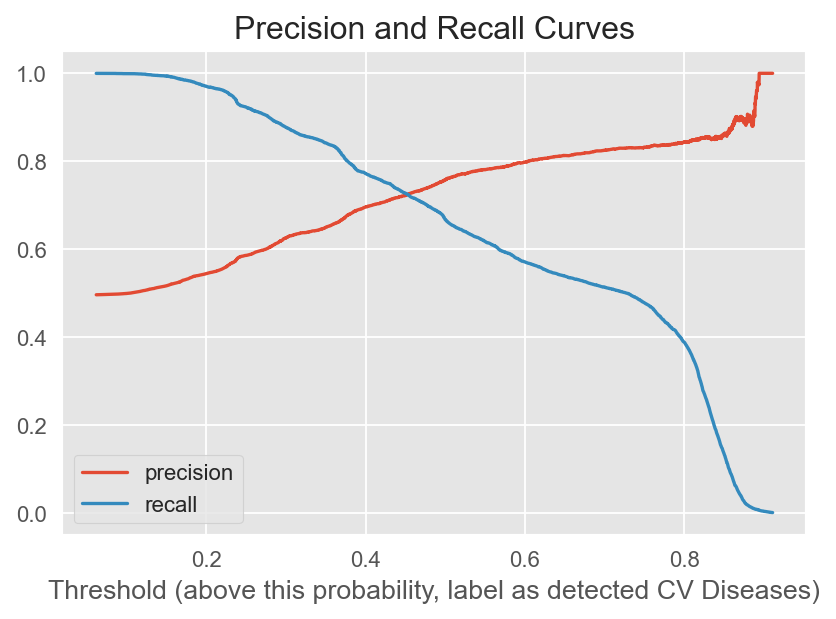 Precision and Recall Curves
1.0
0.8
0.6
0.4
0.2
0.0
precision
recall
0.2 0.4 0.6 0.8
Threshold (above this probability, label as detected CV Diseases)